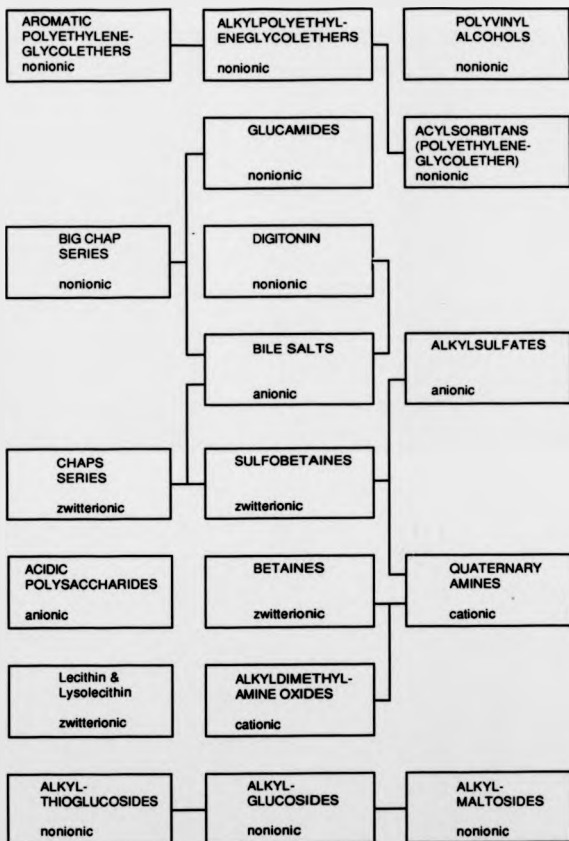 AROMATIC
POLYETHYLENE-
GLYCOLETHERS
nonionic
ALKYLPOLYETHYL-
ENEGLYCOLETHERS
nonionic
POLYVINYL
ALCOHOLS
nonionic
GLUCAMIDES
nonionic
ACYLSORBITANS
(POLYETHYLENE-
GLYCOLETHER)
nonionic
BIG CHAP
SERIES
nonionic
DIGITONIN
nonionic
BILE SALTS
anionic
ALKYLSULFATES
anionic
CHAPS
SERIES
zwitterionic
SULFOBETAINES
zwitterionic
ACIDIC
POLYSACCHARIDES
anionic
BETAINES
zwitterionic
QUATERNARY
AMINES
cationic
Lecithin &
Lysolecithin
zwitterionic
ALKYLDIMETHYL-
AMINE OXIDES
cationic
ALKYL-
THIOGLUCOSIDES
nonionic
ALKYL-
GLUCOSIDES
nonionic
ALKYL-
MALTOSIDES
nonionic